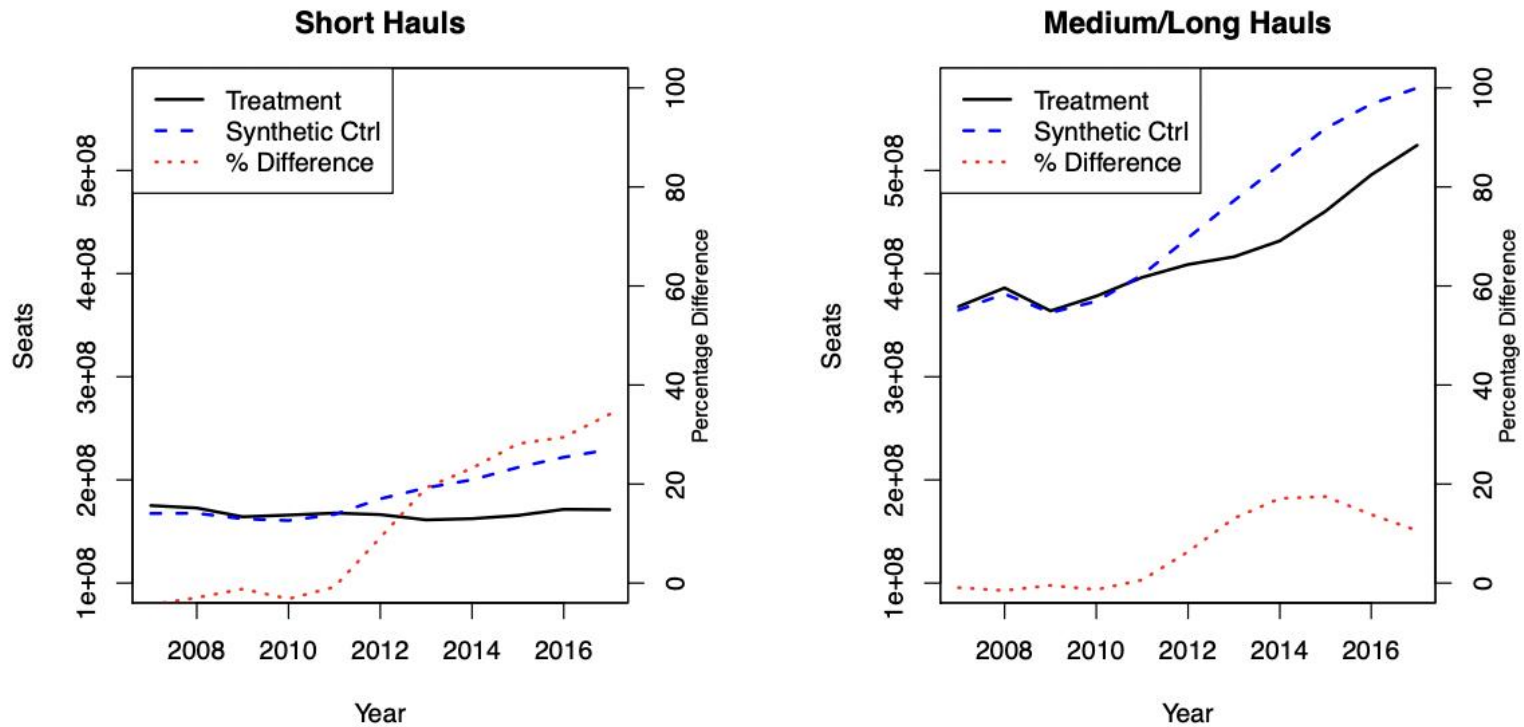 Short Hauls
Treatment
Synthetic Ctrl
% Difference
Seats
1e+08
2e+08
3e+08
4e+08
5e+08
0
20
40
60
80
100
Percentage Difference
2008
2010
2012
2014
2016
Year
Medium/Long Hauls
Treatment
Synthetic Ctrl
% Difference
Seats
1e+08
2e+08
3e+08
4e+08
5e+08
0
20
40
60
80
100
Percentage Difference
2008
2010
2012
2014
2016
Year